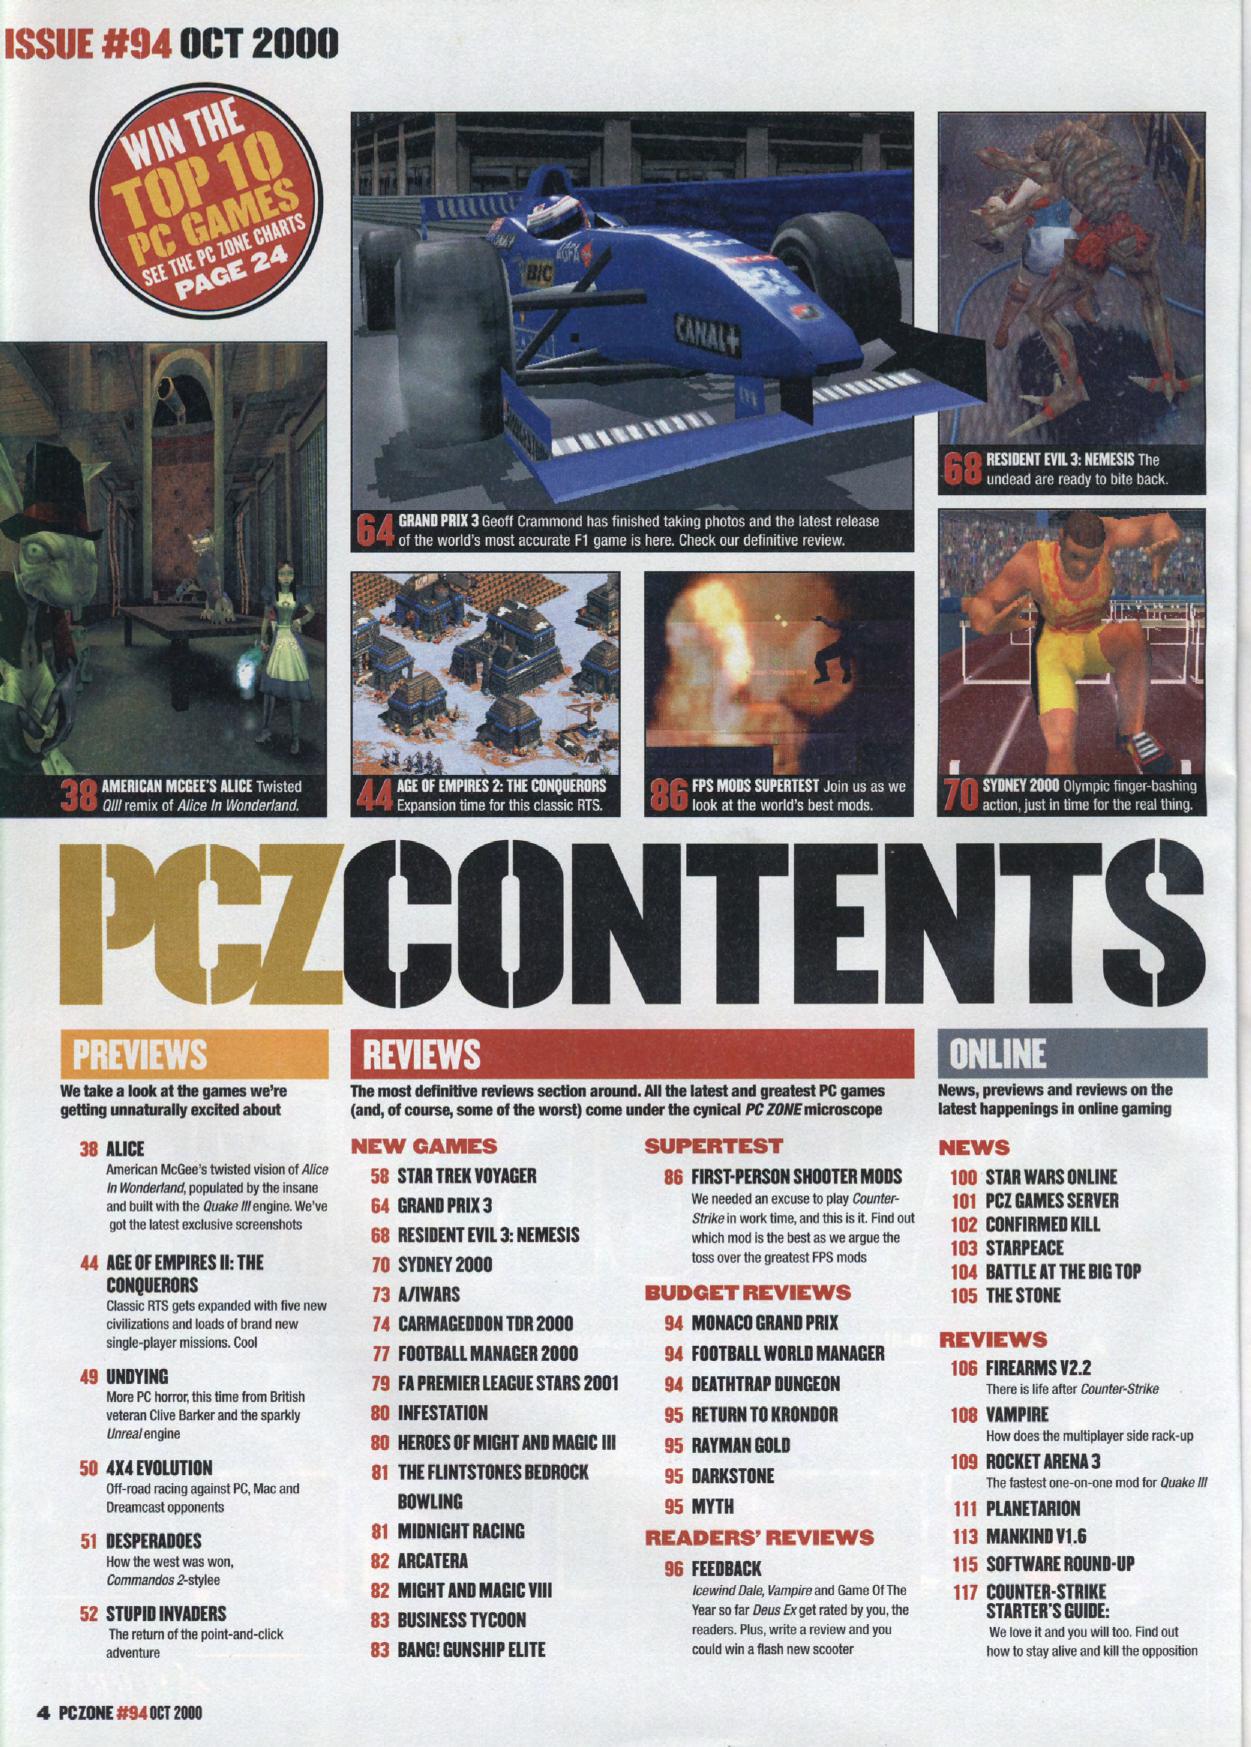 ISSUE #94 OCT 2000
WIN THE
TOP 10
PC GAMES
SEE THE PC ZONE CHARTS
PAGE 24
BIC
CANAL+
64 GRAND PRIX 3 Geoff Crammond has finished taking photos and the latest release
of the world's most accurate F1 game is here. Check our definitive review.
68 RESIDENT EVIL 3: NEMESIS The
undead are ready to bite back.
38 AMERICAN MCGEE'S ALICE Twisted
QIII remix of Alice In Wonderland.
44 AGE OF EMPIRES 2: THE CONQUERORS
Expansion time for this classic RTS.
86 FPS MODS SUPERTEST Join us as we
look at the world's best mods.
70 SYDNEY 2000 Olympic finger-bashing
action, just in time for the real thing.
PCZCONTENTS
PREVIEWS
We take a look at the games we're
getting unnaturally excited about
38 ALICE
American McGee's twisted vision of Alice
In Wonderland, populated by the insane
and built with the Quake III engine. We've
got the latest exclusive screenshots
44 AGE OF EMPIRES II: THE
CONQUERORS
Classic RTS gets expanded with five new
civilizations and loads of brand new
single-player missions. Cool
49 UNDYING
More PC horror, this time from British
veteran Clive Barker and the sparkly
Unreal engine
50 4X4 EVOLUTION
Off-road racing against PC, Mac and
Dreamcast opponents
51 DESPERADOES
How the west was won,
Commandos 2-stylee
52 STUPID INVADERS
The return of the point-and-click
adventure
REVIEWS
The most definitive reviews section around. All the latest and greatest PC games
(and, of course, some of the worst) come under the cynical PC ZONE microscope
NEW GAMES
58 STAR TREK VOYAGER
64 GRAND PRIX 3
68 RESIDENT EVIL 3: NEMESIS
70 SYDNEY 2000
73 A/IWARS
74 CARMAGEDDON TDR 2000
77 FOOTBALL MANAGER 2000
79 FA PREMIER LEAGUE STARS 2001
80 INFESTATION
80 HEROES OF MIGHT AND MAGIC III
81 THE FLINTSTONES BEDROCK
BOWLING
81 MIDNIGHT RACING
82 ARCATERA
82 MIGHT AND MAGIC VIII
83 BUSINESS TYCOON
83 BANG! GUNSHIP ELITE
SUPERTEST
86 FIRST-PERSON SHOOTER MODS
We needed an excuse to play Counter-
Strike in work time, and this is it. Find out
which mod is the best as we argue the
toss over the greatest FPS mods
BUDGET REVIEWS
94 MONACO GRAND PRIX
94 FOOTBALL WORLD MANAGER
94 DEATHTRAP DUNGEON
95 RETURN TO KRONDOR
95 RAYMAN GOLD
95 DARKSTONE
95 MYTH
READERS' REVIEWS
96 FEEDBACK
Icewind Dale, Vampire and Game Of The
Year so far Deus Ex get rated by you, the
readers. Plus, write a review and you
could win a flash new scooter
ONLINE
News, previews and reviews on the
latest happenings in online gaming
NEWS
100 STAR WARS ONLINE
101 PCZ GAMES SERVER
102 CONFIRMED KILL
103 STARPEACE
104 BATTLE AT THE BIG TOP
105 THE STONE
REVIEWS
106 FIREARMS V2.2
There is life after Counter-Strike
108 VAMPIRE
How does the multiplayer side rack-up
109 ROCKET ARENA 3
The fastest one-on-one mod for Quake III
111 PLANETARION
113 MANKIND V1.6
115 SOFTWARE ROUND-UP
117 COUNTER-STRIKE
STARTER'S GUIDE:
We love it and you will too. Find out
how to stay alive and kill the opposition
4 PCZONE #94 OCT 2000